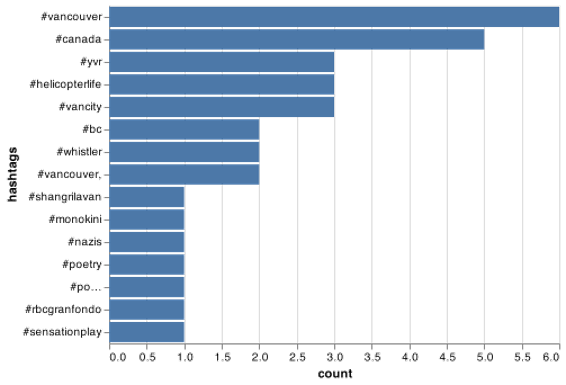 #vancouver
#canada
#yvr
#helicopterlife
#vancity
#bc
#whistler
#vancouver,
#shangrilavan
#monokini
#nazis
#poetry
#po…
#rbcgranfondo
#sensationplay
hashtags
0.0 0.5 1.0 1.5 2.0 2.5 3.0 3.5 4.0 4.5 5.0 5.5 6.0
count